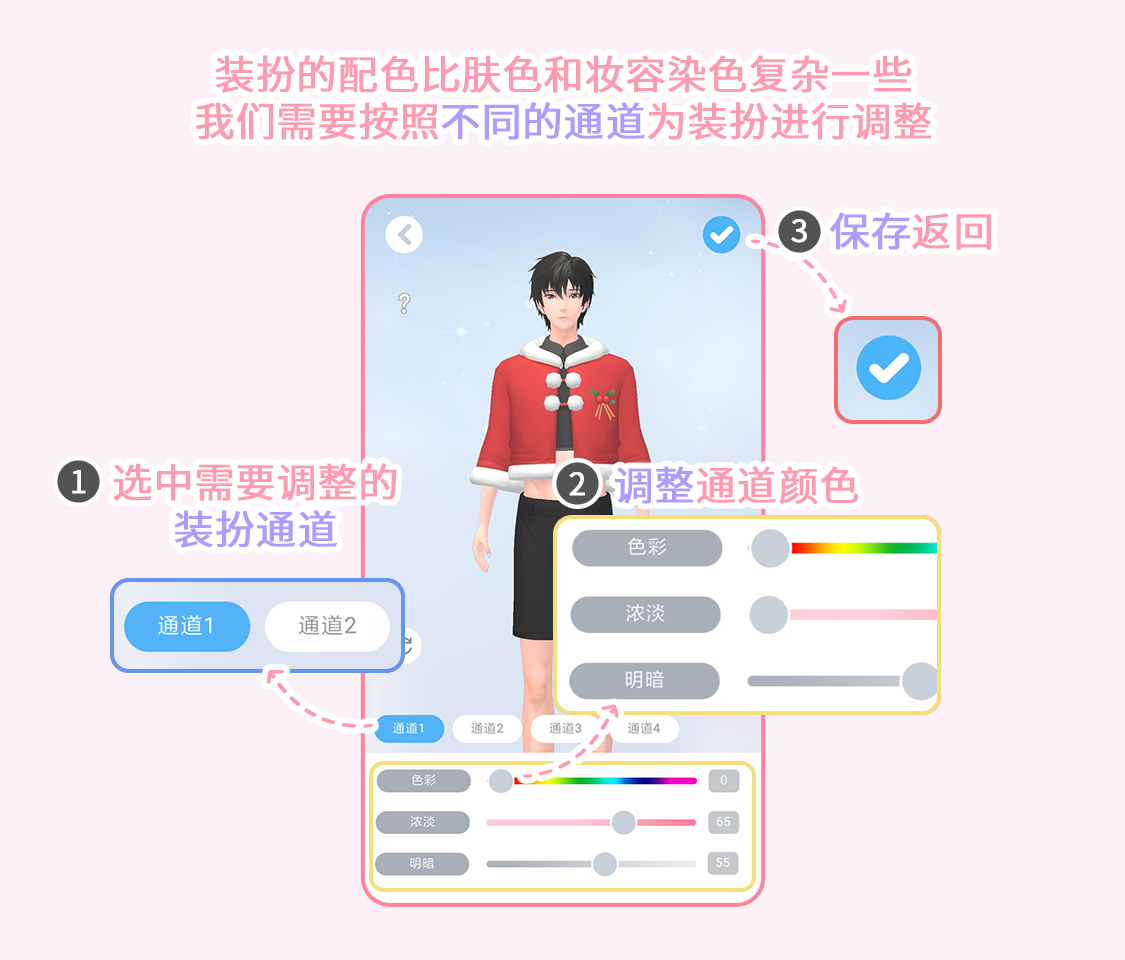 装扮的配色比肤色和妆容染色复杂一些
我们需要按照不同的通道为装扮进行调整
3 保存返回
?
1 选中需要调整的
装扮通道
2 调整通道颜色
色彩
浓淡
明暗
通道1 通道2
通道1 通道2 通道3 通道4
色彩 0
浓淡 65
明暗 55